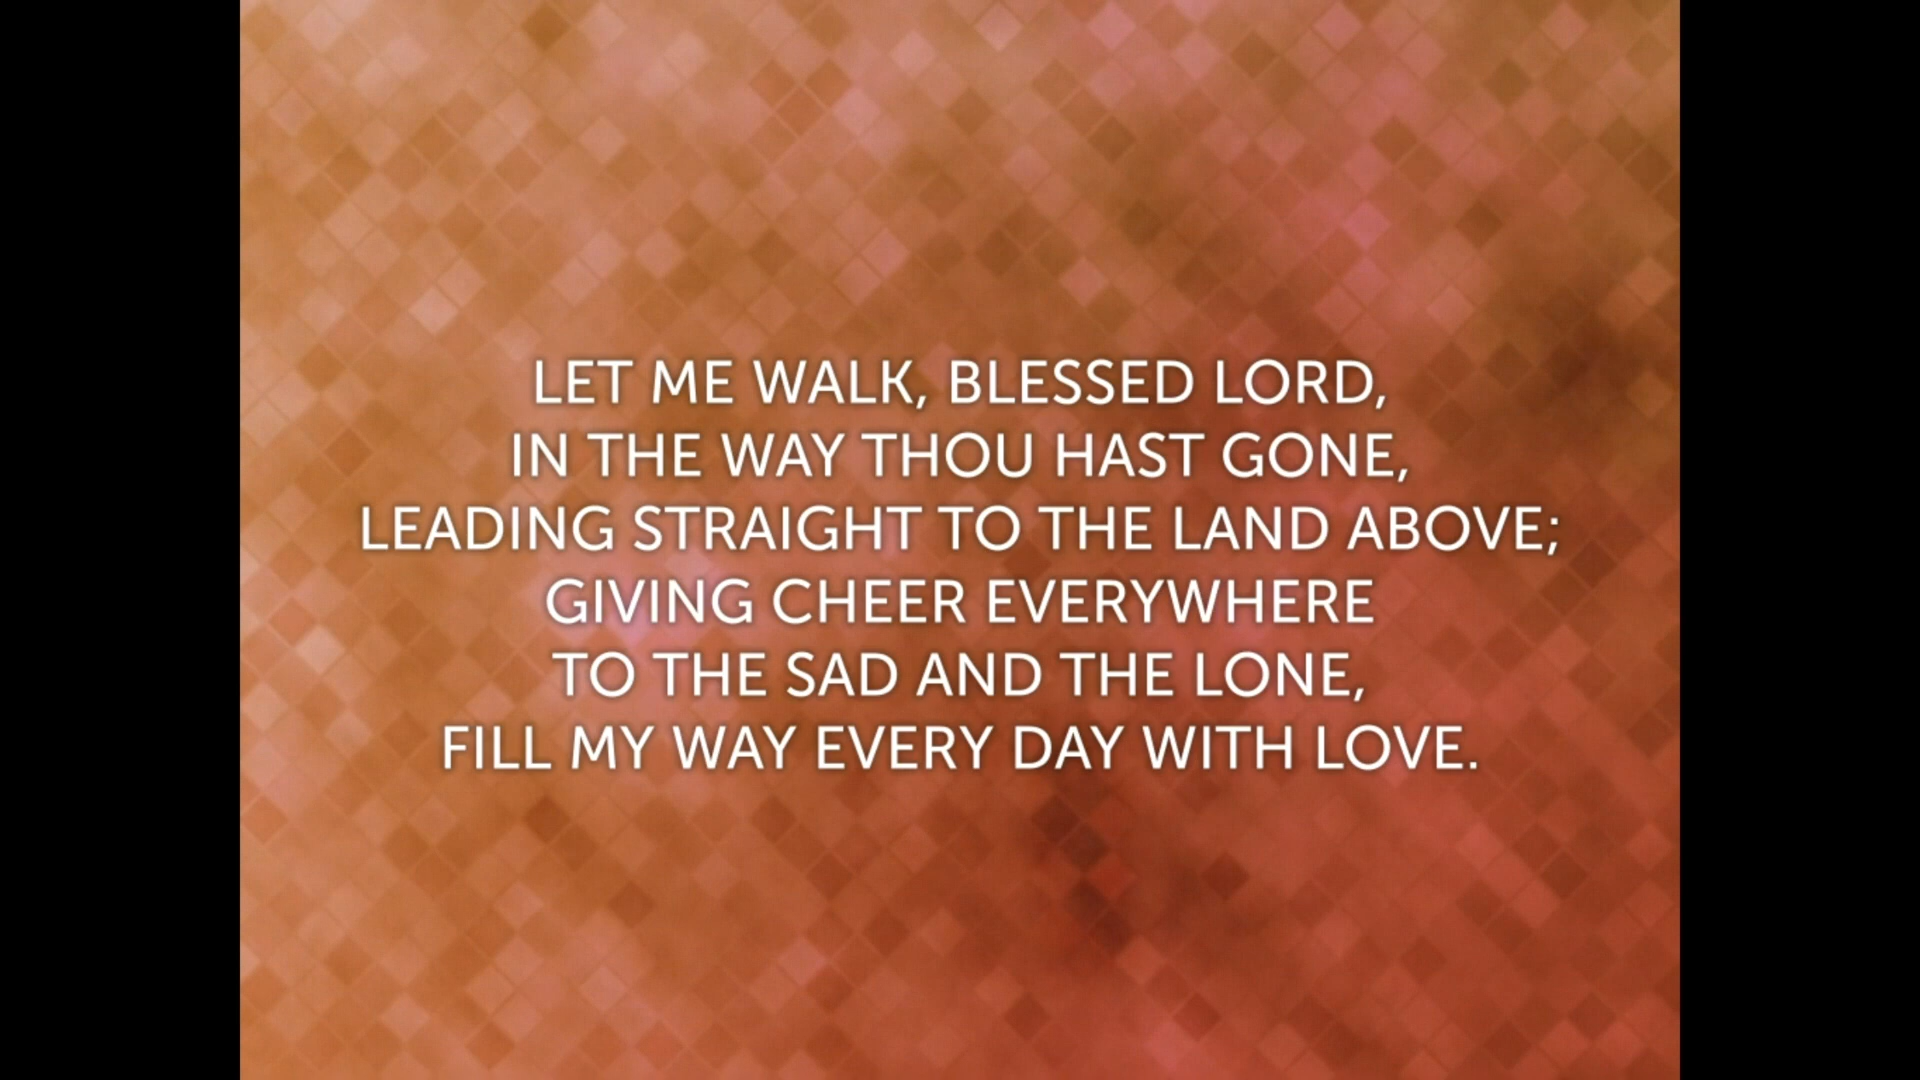 LET ME WALK, BLESSED LORD,
IN THE WAY THOU HAST GONE,
LEADING STRAIGHT TO THE LAND ABOVE;
GIVING CHEER EVERYWHERE
TO THE SAD AND THE LONE,
FILL MY WAY EVERY DAY WITH LOVE.